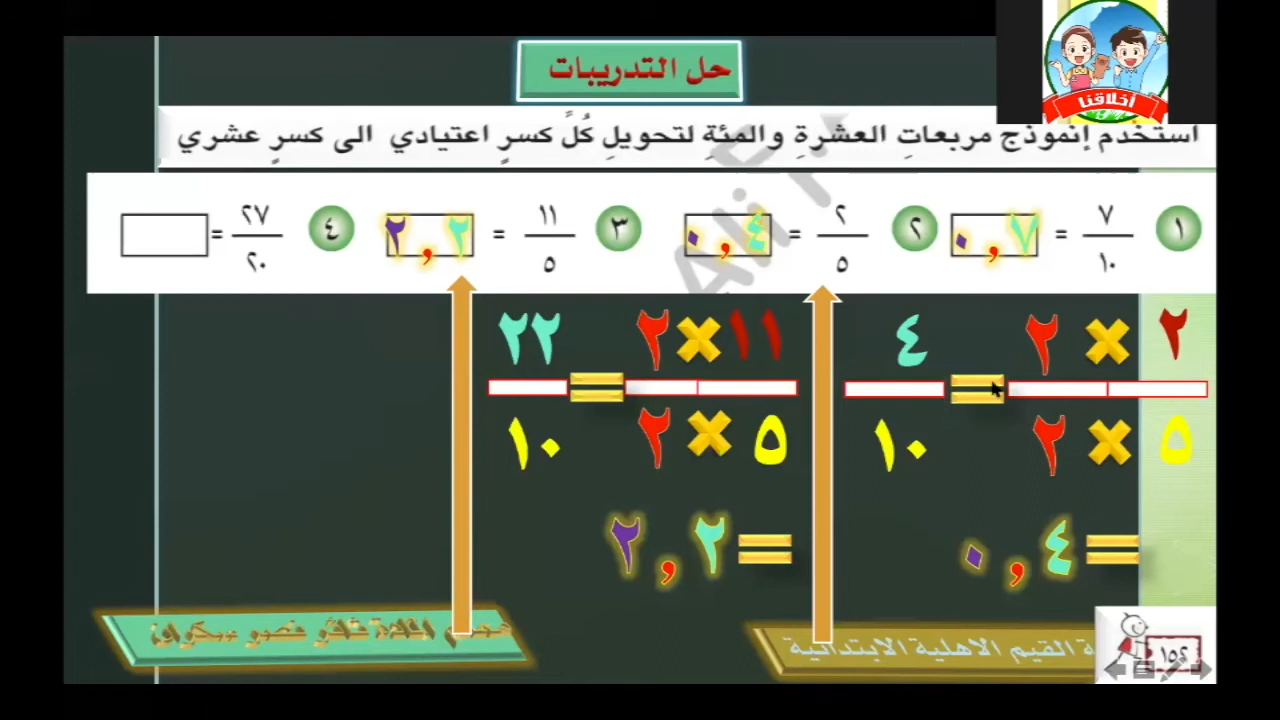 أخلاقنا
حل التدريبات
استخدم إنموذج مربعاتِ العشرةِ والمئةِ لتحويلِ كُلَّ كسرٍ اعتيادي الى كسرٍ عشري
١ ٧/١٠ = ٠,٧ ٢ ٢/٥ = ٠,٤ ٣ ١١/٥ = ٢,٢ ٤ ٢٧/٢٠ =
٢ × ٢ ٤ ١١ × ٢ ٢٢
=
=
٥ × ٢ ١٠ ٥ × ٢ ١٠
= ٠,٤ = ٢,٢
القيم الاهلية الابتدائية
المادة
١٥٢